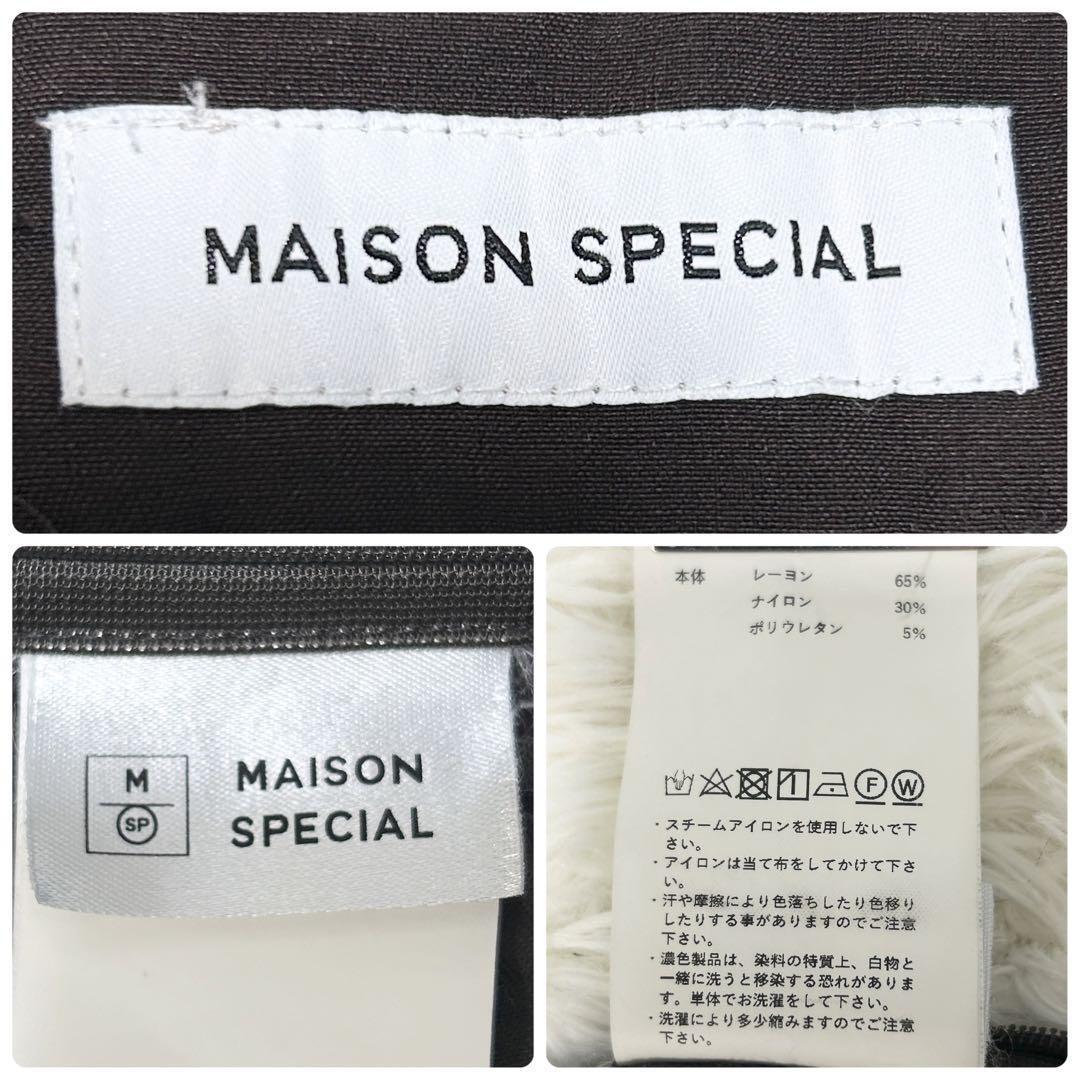 MAISON SPECIAL
M
SP
MAISON
SPECIAL
本体 レーヨン 65%
ナイロン 30%
ポリウレタン 5%
F W
・スチームアイロンを使用しないで下
さい。
・アイロンは当て布をしてかけて下さ
い。
・汗や摩擦により色落ちしたり色移り
したりする事がありますのでご注意
下さい。
・濃色製品は、染料の特質上、白物と
一緒に洗うと移染する恐れがありま
す。単体でお洗濯をして下さい。
・洗濯により多少縮みますのでご注意
下さい。